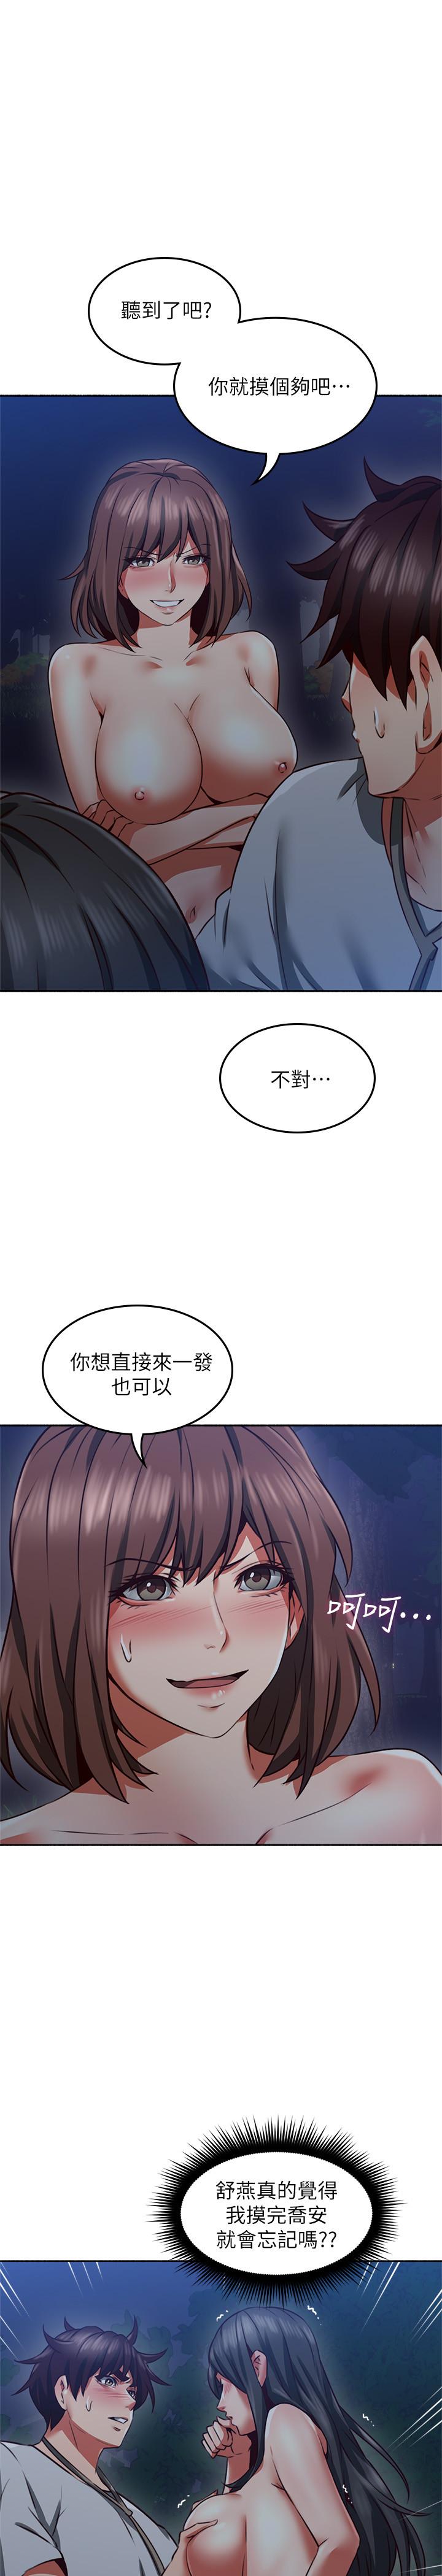 聽到了吧?
你就摸個夠吧⋯
不對⋯
你想直接來一發
也可以
呵呵⋯
舒燕真的覺得
我摸完喬安
就會忘記嗎??